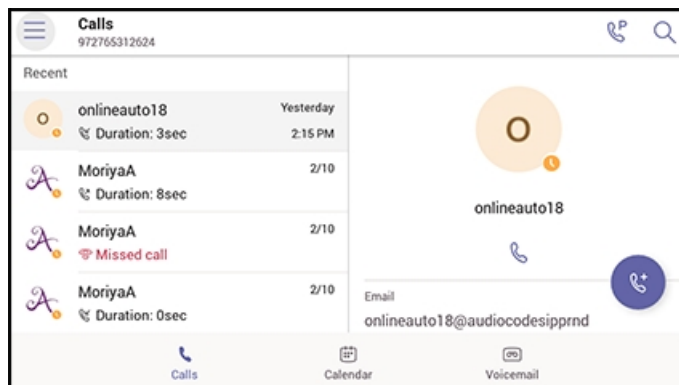 Calls
972765312624
Recent
onlineauto18 Yesterday
Duration: 3sec 2:15 PM
MoriyaA 2/10
Duration: 8sec
MoriyaA 2/10
Missed call
MoriyaA 2/10
Duration: 0sec
O
A
A
A
P
O
onlineauto18
Email
onlineauto18@audiocodesipprnd
Calls Calendar Voicemail